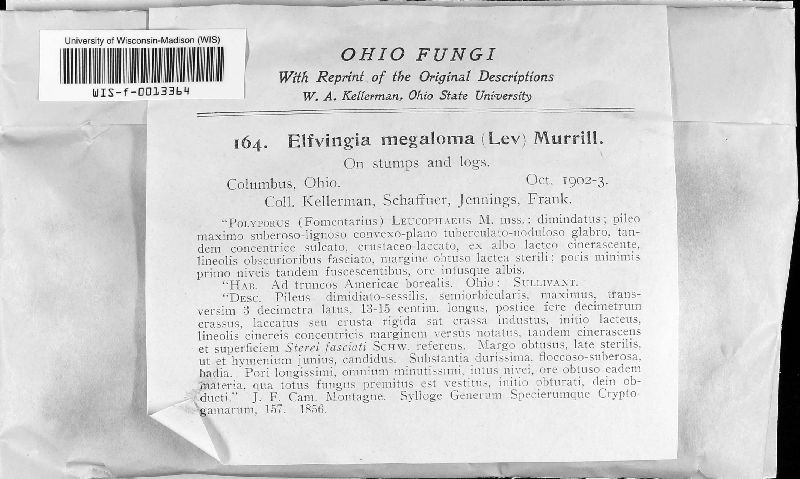 University of Wisconsin-Madison (WIS)
WIS-f-0013364
OHIO FUNGI
With Reprint of the Original Descriptions
W. A. Kellerman, Ohio State University
164. Elfvingia megaloma (Lev) Murrill.
On stumps and logs.
Columbus, Ohio. Oct. 1902-3.
Coll. Kellerman, Schaffner, Jennings, Frank.
"POLYPORUS (Fomentarius) LEUCOPHAEUS M. mss.: dimindatus; pileo
maximo suberoso-lignoso convexo-plano tuberculato-noduloso glabro, tan-
dem concentrice sulcato, crustaceo-laccato, ex albo lacteo cinerascente,
lineolis obscurioribus fasciato, margine obtuso lactea sterili; poris minimis
primo niveis tandem fuscescentibus, ore intusque albis.
"HAB. Ad truncos Americae borealis. Ohio: SULLIVANT.
"DESC. Pileus dimidiato-sessilis, semiorbicularis, maximus, trans-
versim 3 decimetra latus, 13-15 centim. longus, postice fere decimetrum
crassus, laccatus seu crusta rigida sat crassa industus, initio lacteus,
lineolis cinereis concentricis marginem versus notatus, tandem cinerascens
et superficiem Sterei fasciati SCHW. referens. Margo obtusus, late sterilis,
ut et hymenium junius, candidus. Substantia durissima, floccoso-suberosa,
badia. Pori longissimi, omnium minutissimi, intus nivei, ore obtuso eadem
materia, qua totus fungus premitus est vestitus, initio obturati, dein ob-
ducti." J. F. Cam. Montagne. Sylloge Generum Specierumque Crypto-
gamarum, 157. 1856.